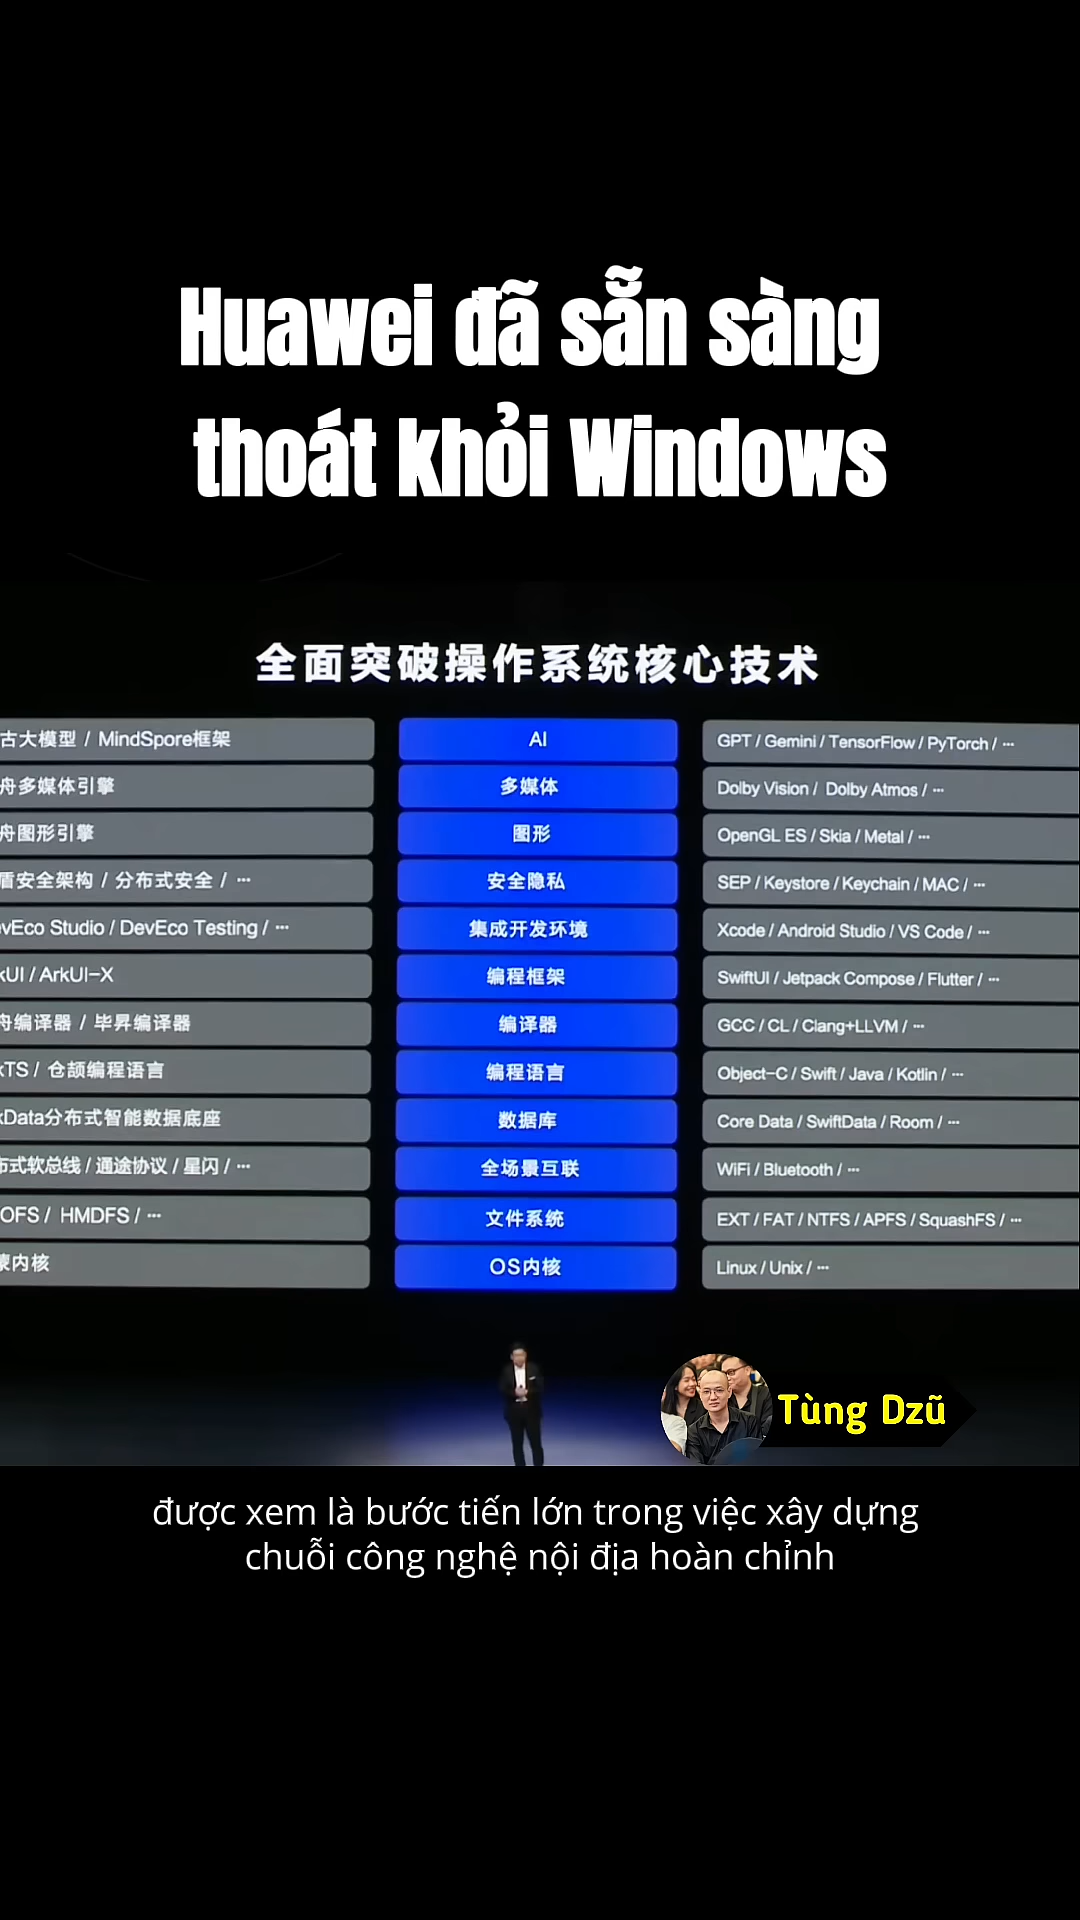 Huawei đã sẵn sàng
thoát khỏi Windows
全面突破操作系统核心技术
古大模型 / MindSpore框架
AI
GPT / Gemini / TensorFlow / PyTorch / ···
舟多媒体引擎
多媒体
Dolby Vision / Dolby Atmos / ···
舟图形引擎
图形
OpenGL ES / Skia / Metal / ···
盾安全架构 / 分布式安全 / ···
安全隐私
SEP / Keystore / Keychain / MAC / ···
evEco Studio / DevEco Testing / ···
集成开发环境
Xcode / Android Studio / VS Code / ···
kUI / ArkUI-X
编程框架
SwiftUI / Jetpack Compose / Flutter / ···
舟编译器 / 毕昇编译器
编译器
GCC / CL / Clang+LLVM / ···
kTS / 仓颉编程语言
编程语言
Object-C / Swift / Java / Kotlin / ···
kData分布式智能数据底座
数据库
Core Data / SwiftData / Room / ···
布式软总线 / 通途协议 / 星闪 / ···
全场景互联
WiFi / Bluetooth / ···
OFS / HMDFS / ···
文件系统
EXT / FAT / NTFS / APFS / SquashFS / ···
蒙内核
OS内核
Linux / Unix / ···
Tùng Dzũ
được xem là bước tiến lớn trong việc xây dựng
chuỗi công nghệ nội địa hoàn chỉnh